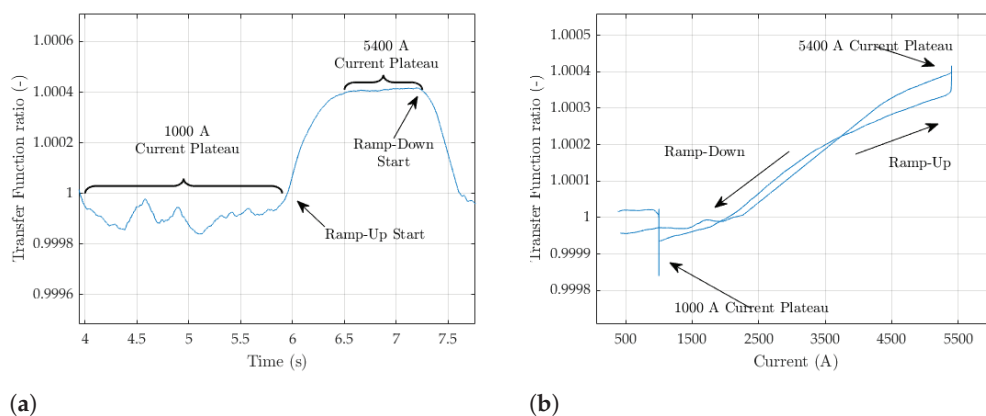 1.0006
1.0004
1.0002
1
0.9998
0.9996
Transfer Function ratio (-)
5400 A
Current Plateau
1000 A
Current Plateau
Ramp-Down
Start
Ramp-Up Start
4
4.5
5
5.5
6
6.5
7
7.5
Time (s)
(a)
1.0005
1.0004
1.0003
1.0002
1.0001
1
0.9999
0.9998
Transfer Function ratio (-)
5400 A Current Plateau
Ramp-Down
Ramp-Up
1000 A Current Plateau
500
1500
2500
3500
4500
5500
Current (A)
(b)